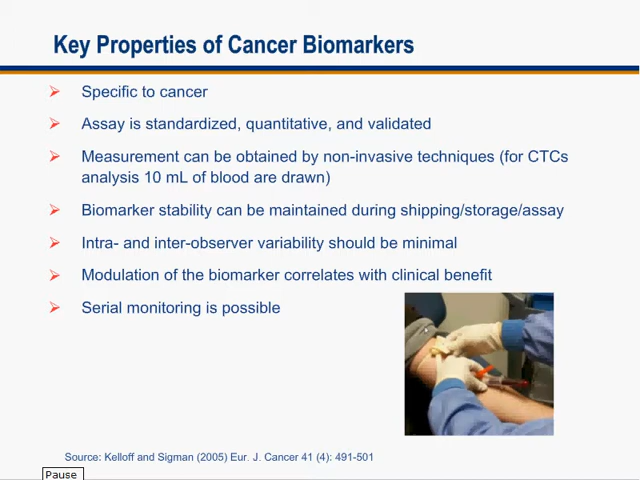 Key Properties of Cancer Biomarkers
Specific to cancer
Assay is standardized, quantitative, and validated
Measurement can be obtained by non-invasive techniques (for CTCs
analysis 10 mL of blood are drawn)
Biomarker stability can be maintained during shipping/storage/assay
Intra- and inter-observer variability should be minimal
Modulation of the biomarker correlates with clinical benefit
Serial monitoring is possible
Source: Kelloff and Sigman (2005) Eur. J. Cancer 41 (4): 491-501
Pause